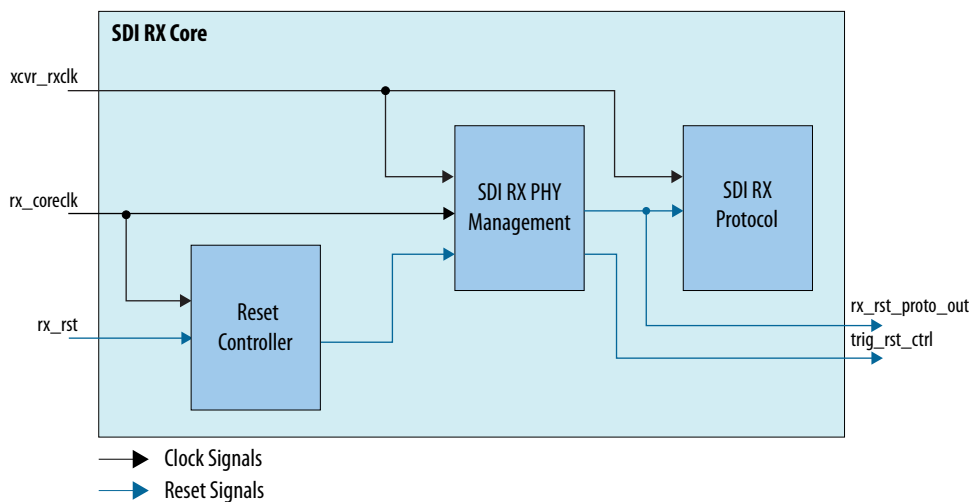 SDI RX Core
xcvr_rxclk
rx_coreclk
rx_rst
SDI RX PHY
Management
SDI RX
Protocol
Reset
Controller
rx_rst_proto_out
trig_rst_ctrl
Clock Signals
Reset Signals